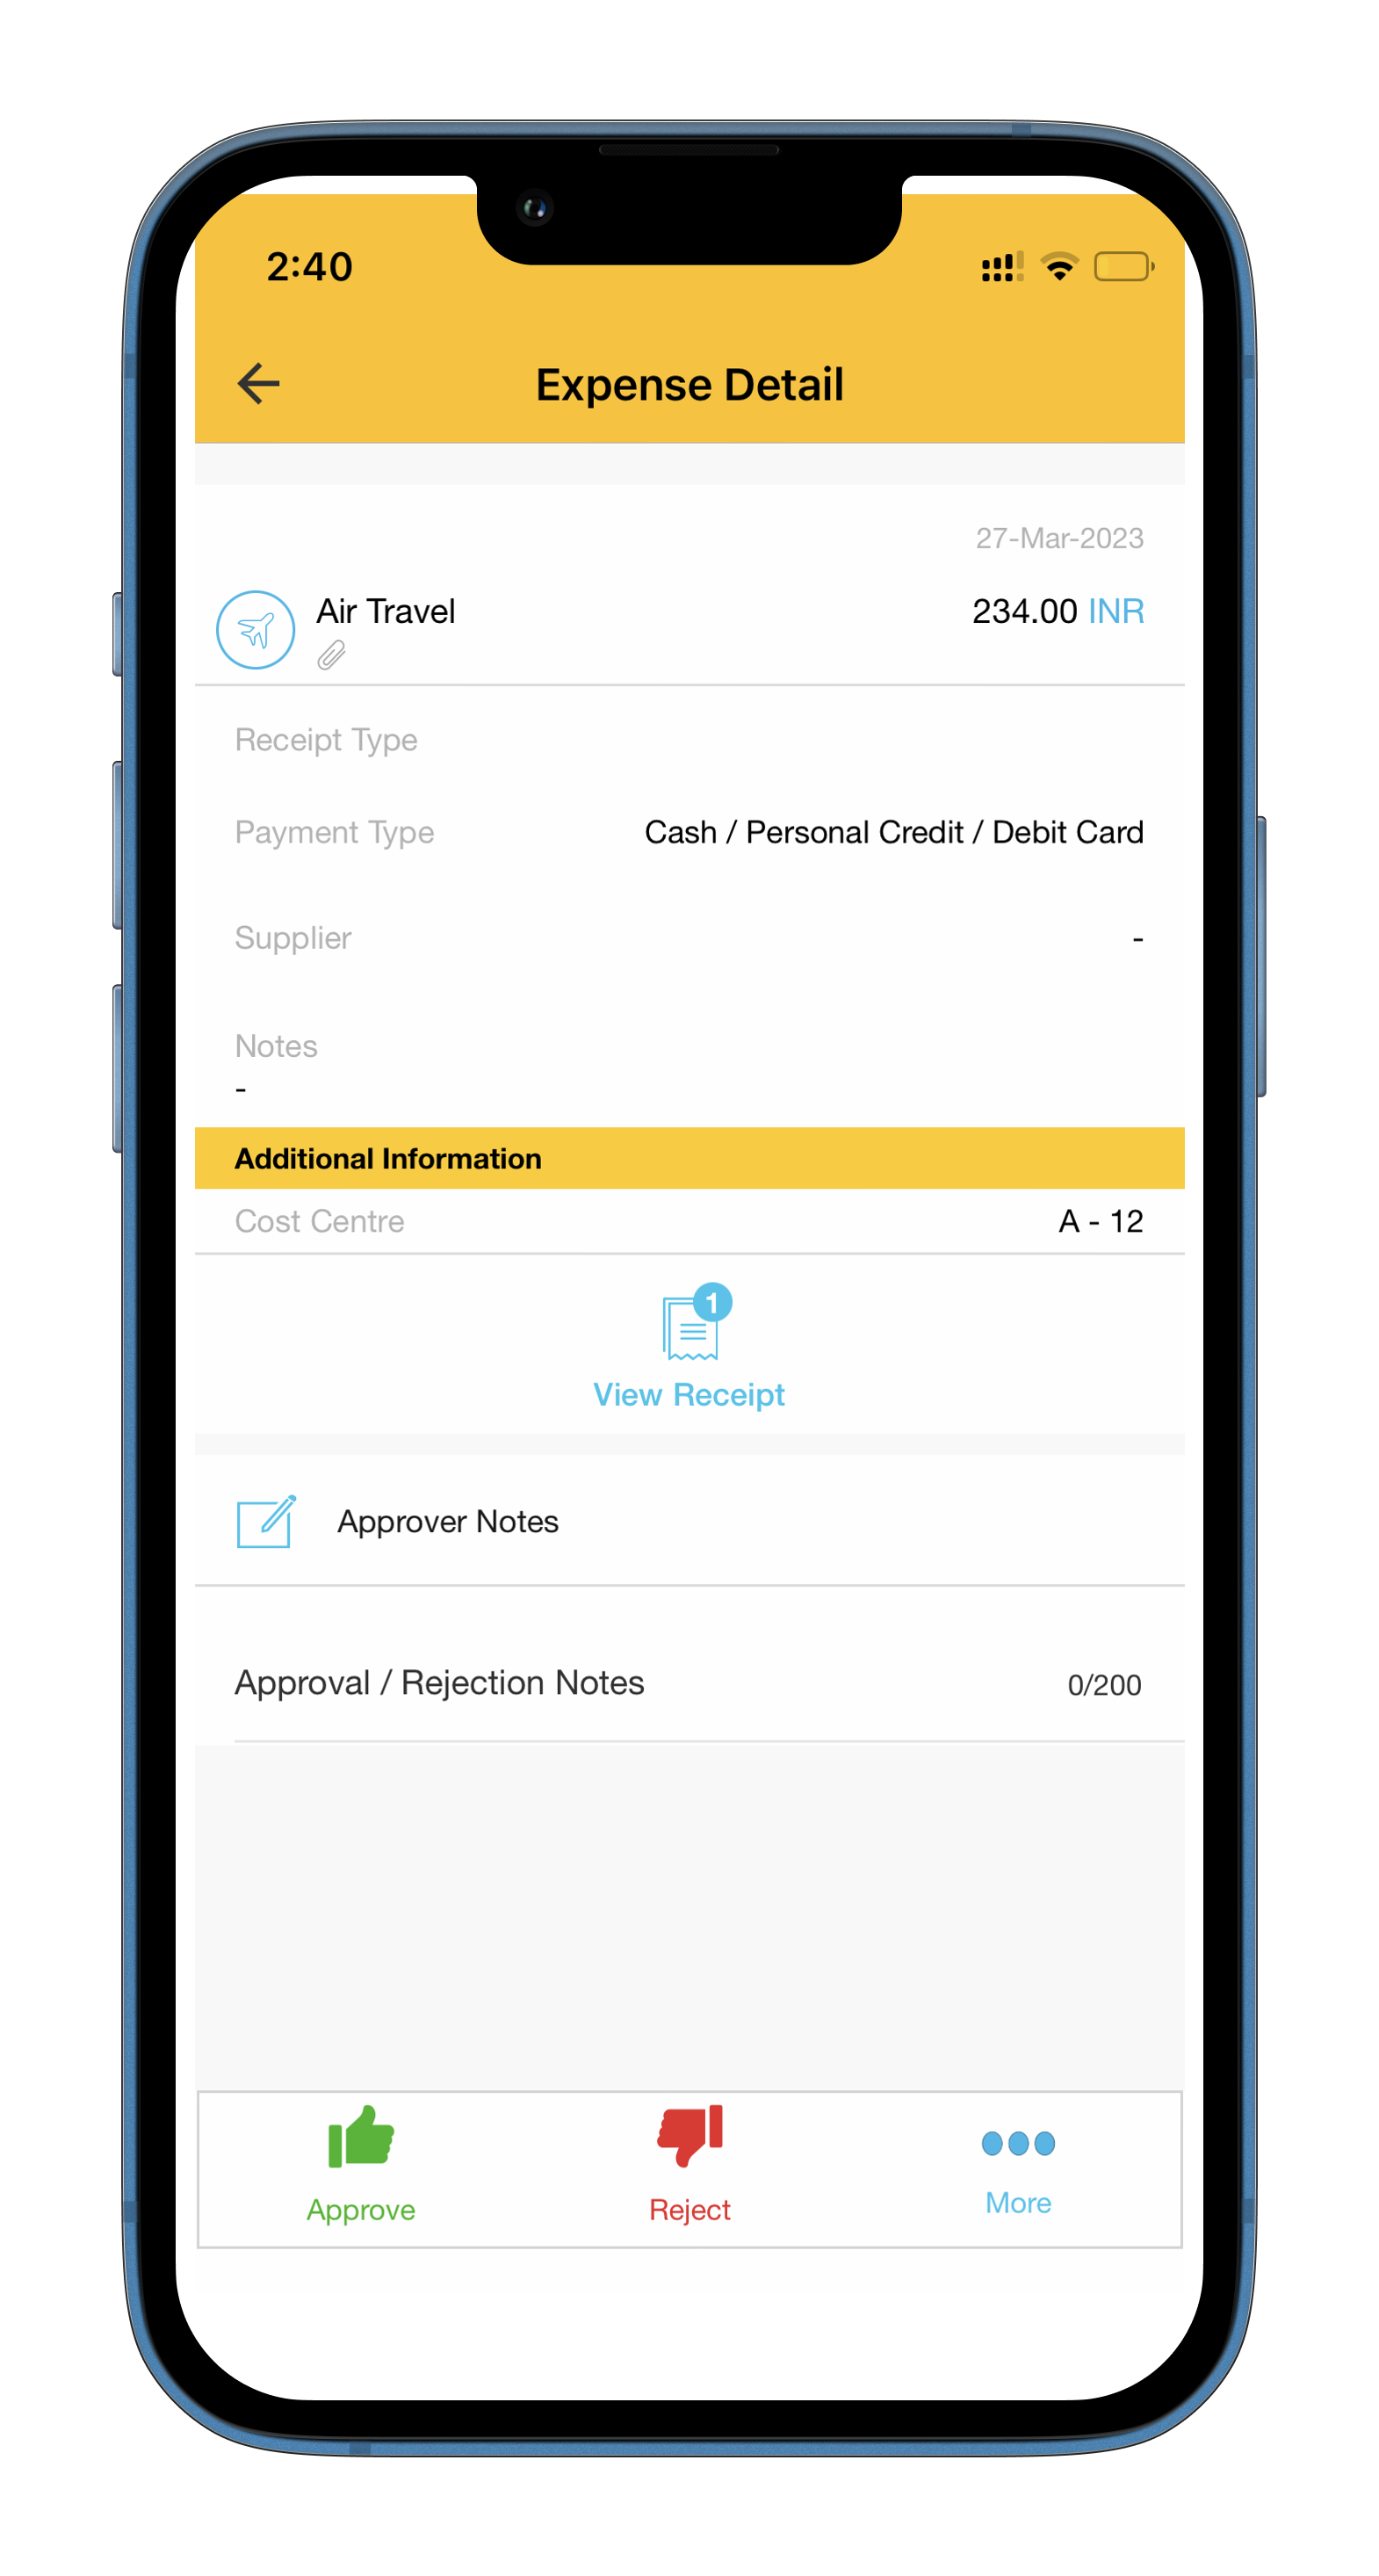 2:40
Expense Detail
27-Mar-2023
Air Travel 234.00 INR
Receipt Type
Payment Type Cash / Personal Credit / Debit Card
Supplier -
Notes
-
Additional Information
Cost Centre A - 12
1
View Receipt
Approver Notes
Approval / Rejection Notes 0/200
Approve Reject More